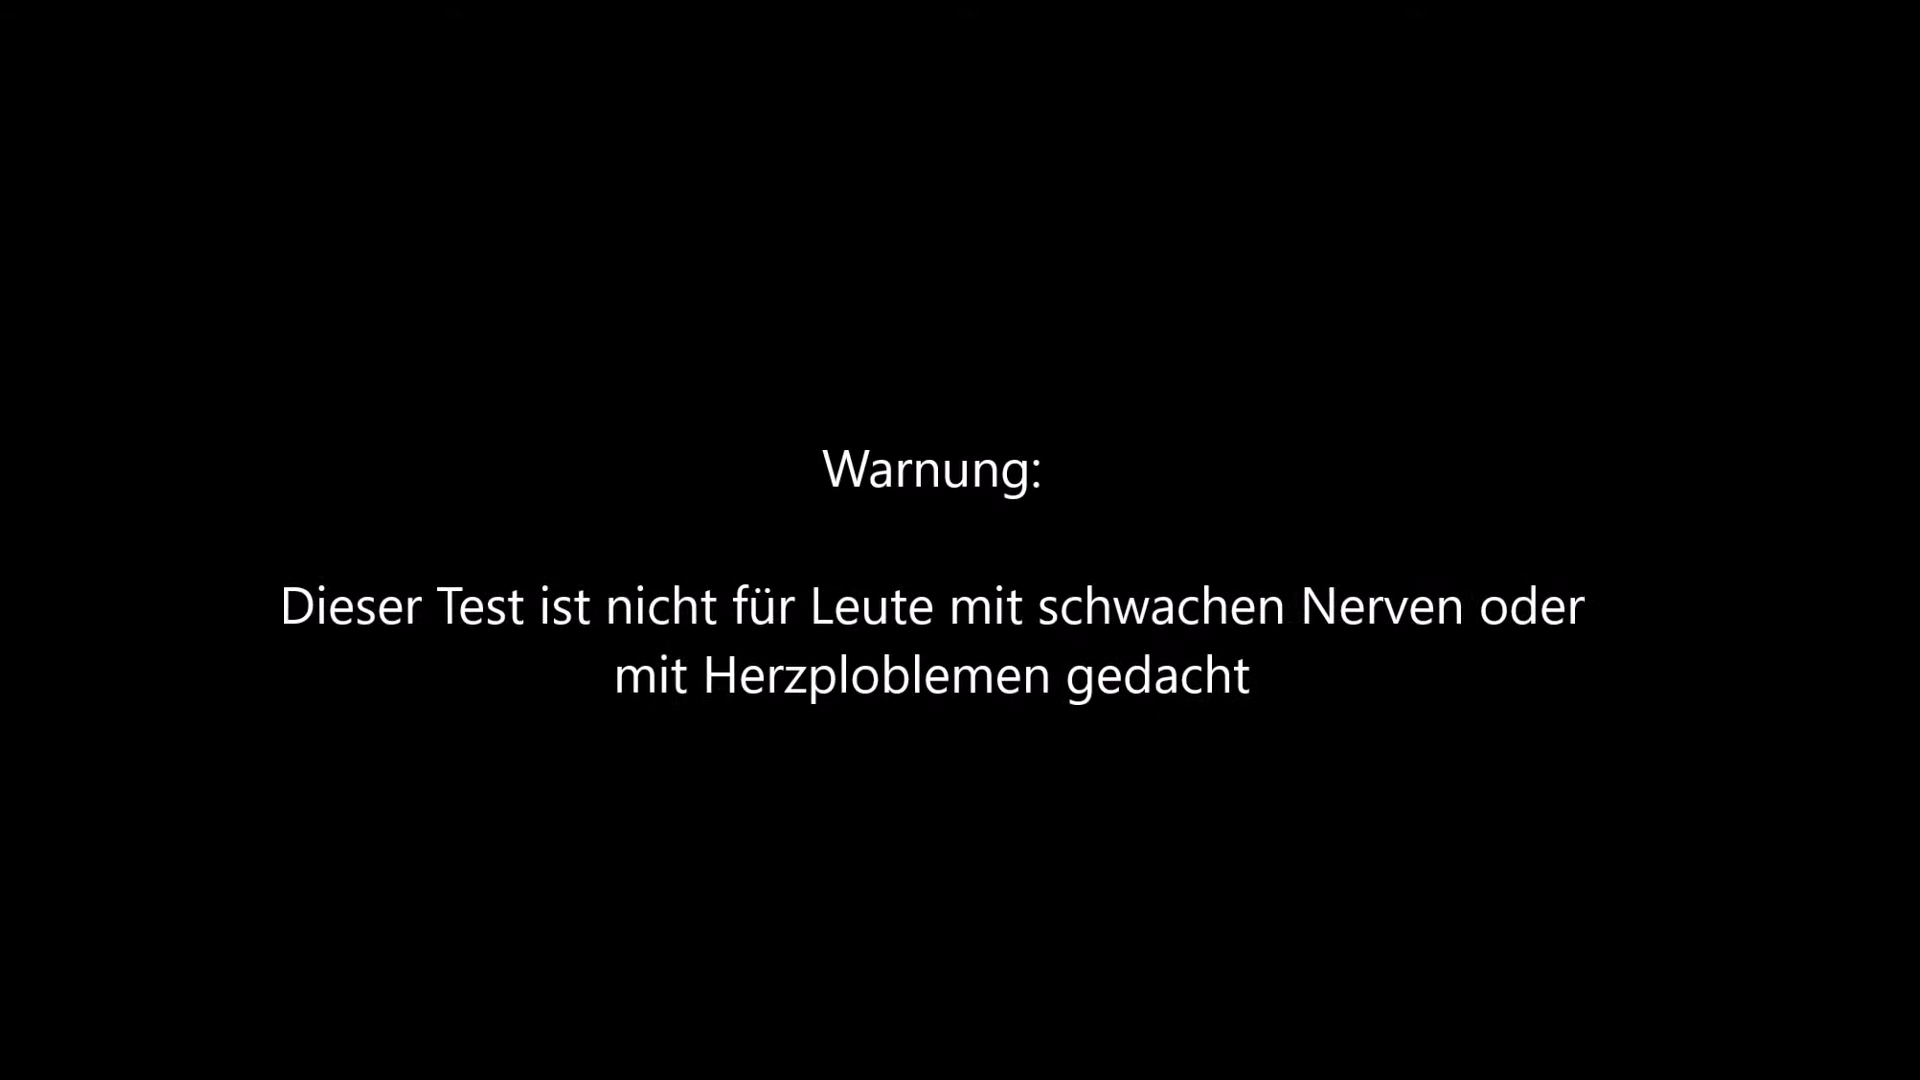 Warnung:
Dieser Test ist nicht für Leute mit schwachen Nerven oder
mit Herzploblemen gedacht